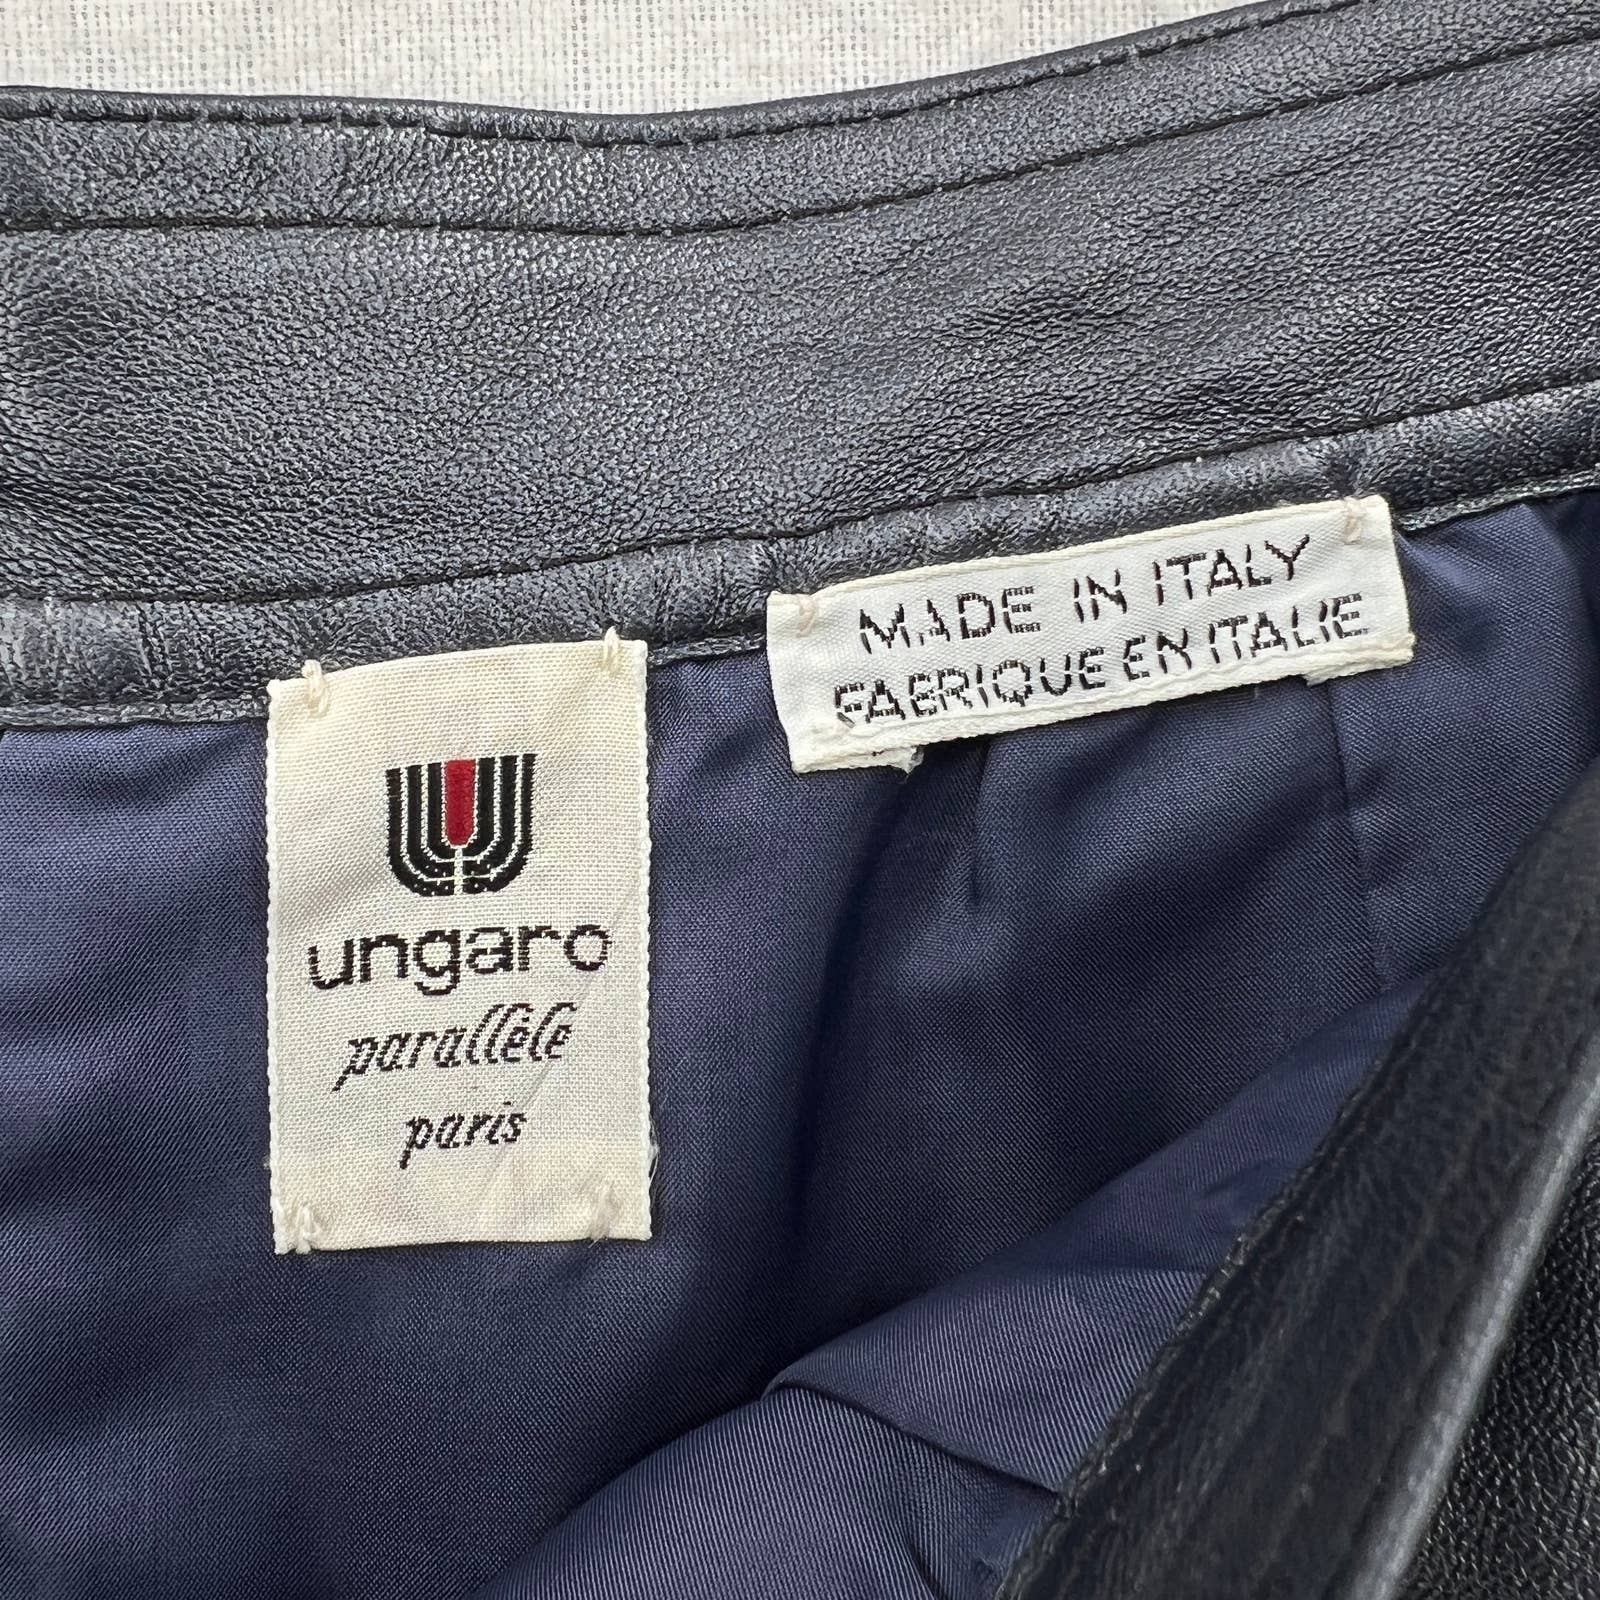 ungaro
parallèle
paris
MADE IN ITALY
FABRIQUE EN ITALIE